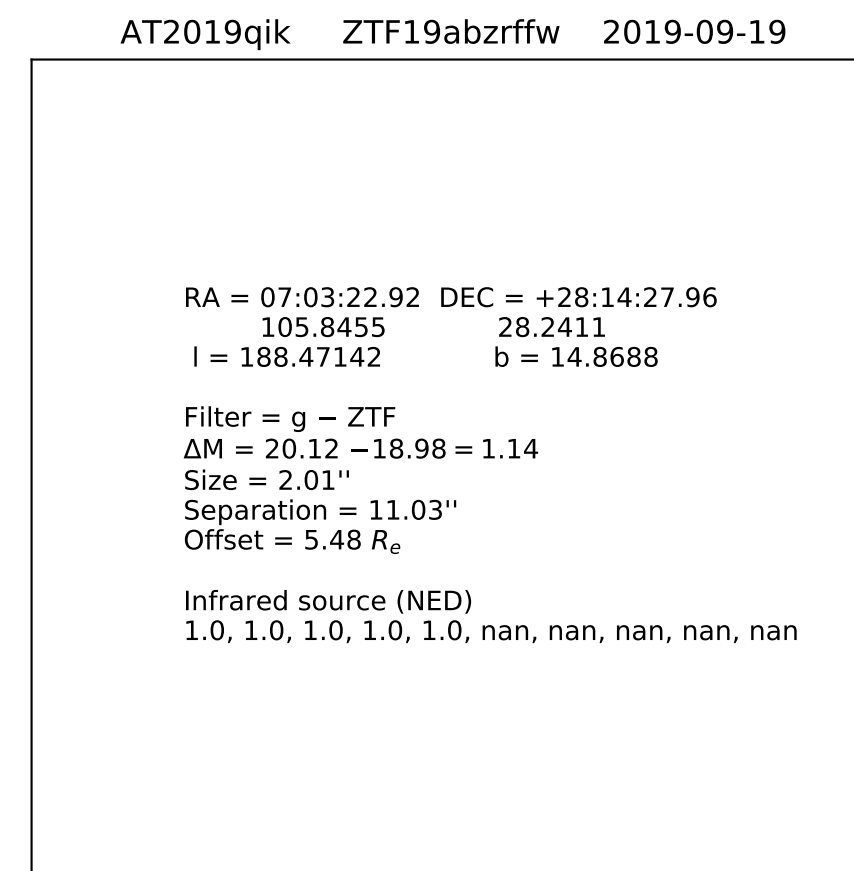 AT2019qik ZTF19abzrffw 2019-09-19
RA = 07:03:22.92 DEC = +28:14:27.96
105.8455 28.2411
l = 188.47142 b = 14.8688
Filter = g − ZTF
ΔM = 20.12 −18.98 = 1.14
Size = 2.01''
Separation = 11.03''
Offset = 5.48 Re
Infrared source (NED)
1.0, 1.0, 1.0, 1.0, 1.0, nan, nan, nan, nan, nan